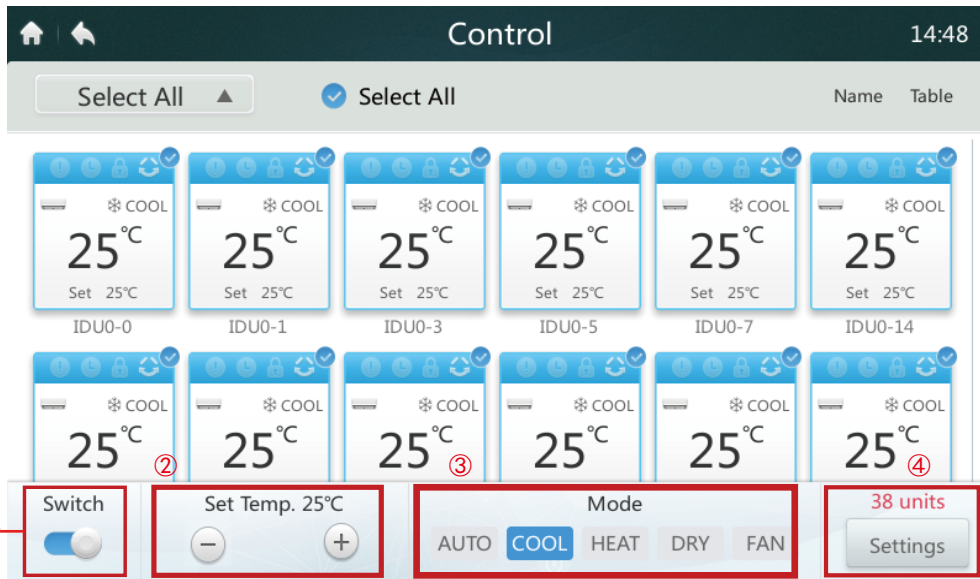 Control
14:48
Select All ▲
Select All
Name Table
COOL COOL COOL COOL COOL COOL
25℃ 25℃ 25℃ 25℃ 25℃ 25℃
Set 25℃ Set 25℃ Set 25℃ Set 25℃ Set 25℃ Set 25℃
IDU0-0 IDU0-1 IDU0-3 IDU0-5 IDU0-7 IDU0-14
COOL COOL COOL COOL COOL COOL
25℃ 25℃ 25℃ 25℃ 25℃ 25℃
② ③ ④
Switch Set Temp. 25℃ Mode 38 units
− + AUTO COOL HEAT DRY FAN Settings